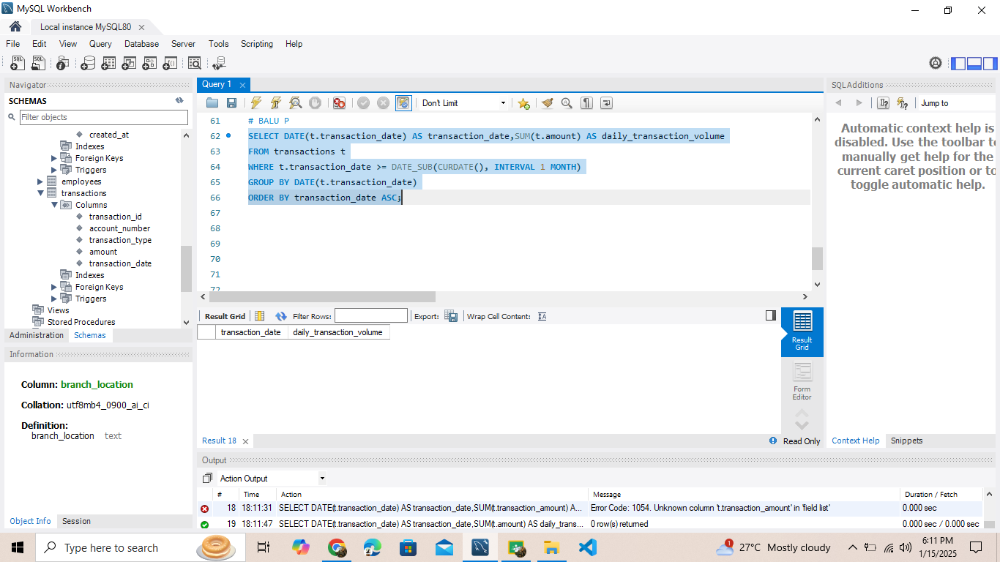 MySQL Workbench
Local instance MySQL80
File Edit View Query Database Server Tools Scripting Help
Navigator
SCHEMAS
Filter objects
created_at
Indexes
Foreign Keys
Triggers
employees
transactions
Columns
transaction_id
account_number
transaction_type
amount
transaction_date
Indexes
Foreign Keys
Triggers
Views
Stored Procedures
Administration Schemas
Information
Column: branch_location
Collation: utf8mb4_0900_ai_ci
Definition:
branch_location text
Object Info Session
Query 1
Don't Limit
61 # BALU P
62 SELECT DATE(t.transaction_date) AS transaction_date,SUM(t.amount) AS daily_transaction_volume
63 FROM transactions t
64 WHERE t.transaction_date >= DATE_SUB(CURDATE(), INTERVAL 1 MONTH)
65 GROUP BY DATE(t.transaction_date)
66 ORDER BY transaction_date ASC;
67
68
69
70
71
72
Result Grid Filter Rows: Export: Wrap Cell Content:
transaction_date daily_transaction_volume
Result Grid
Form Editor
Result 18
Read Only
Output
Action Output
# Time Action Message Duration / Fetch
18 18:11:31 SELECT DATE(t.transaction_date) AS transaction_date,SUM(t.transaction_amount) A... Error Code: 1054. Unknown column 't.transaction_amount' in 'field list' 0.000 sec
19 18:11:47 SELECT DATE(t.transaction_date) AS transaction_date,SUM(t.amount) AS daily_trans... 0 row(s) returned 0.000 sec / 0.000 sec
SQLAdditions
Jump to
Automatic context help is
disabled. Use the toolbar to
manually get help for the
current caret position or to
toggle automatic help.
Context Help Snippets
Type here to search
27°C Mostly cloudy
6:11 PM
1/15/2025